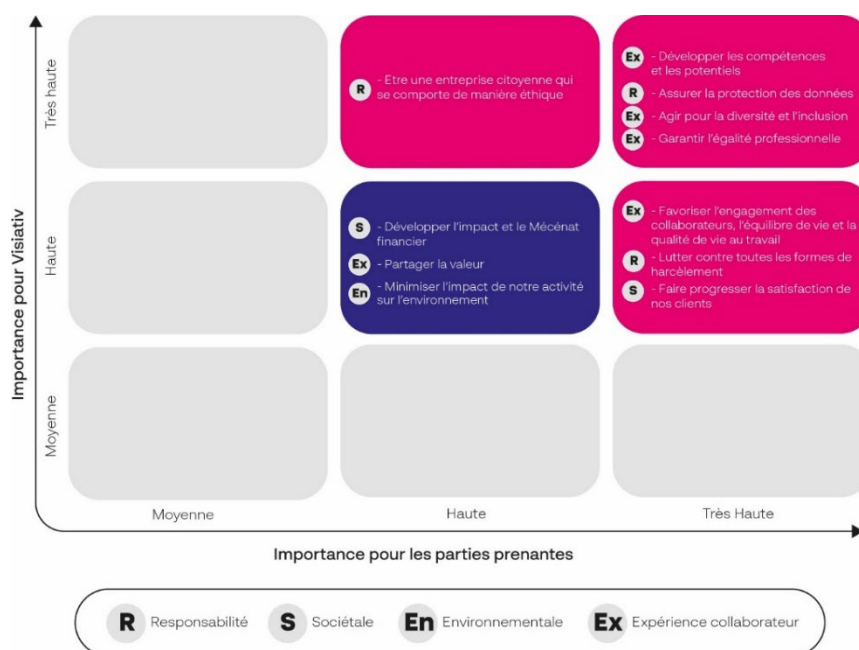 Importance pour Visiativ
Très haute
R - Etre une entreprise citoyenne qui
se comporte de manière éthique
Ex - Développer les compétences
et les potentiels
R - Assurer la protection des données
Ex - Agir pour la diversité et l'inclusion
Ex - Garantir l'égalité professionnelle
Haute
S - Développer l'impact et le Mécénat
financier
Ex - Partager la valeur
En - Minimiser l'impact de notre activité
sur l'environnement
Ex - Favoriser l'engagement des
collaborateurs, l'équilibre de vie et la
qualité de vie au travail
R - Lutter contre toutes les formes de
harcèlement
S - Faire progresser la satisfaction de
nos clients
Moyenne
Moyenne
Haute
Très Haute
Importance pour les parties prenantes
R Responsabilité
S Sociétale
En Environnementale
Ex Expérience collaborateur